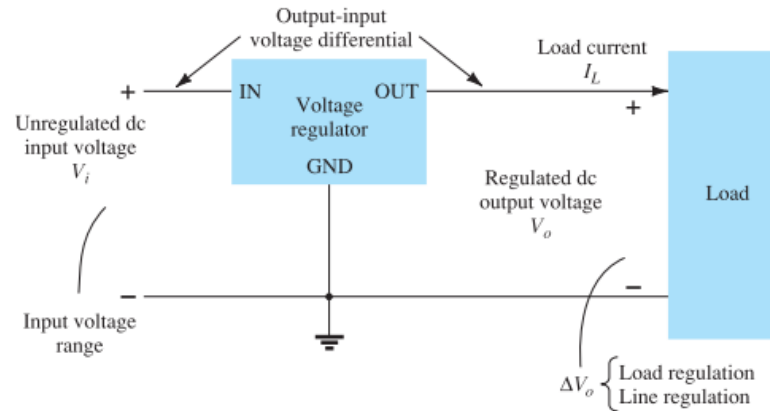 Output-input
voltage differential
Load current
I_L
+
IN
OUT
+
Unregulated dc
input voltage
V_i
Voltage
regulator
GND
Regulated dc
output voltage
V_o
Load
−
−
Input voltage
range
ΔV_o { Load regulation
Line regulation